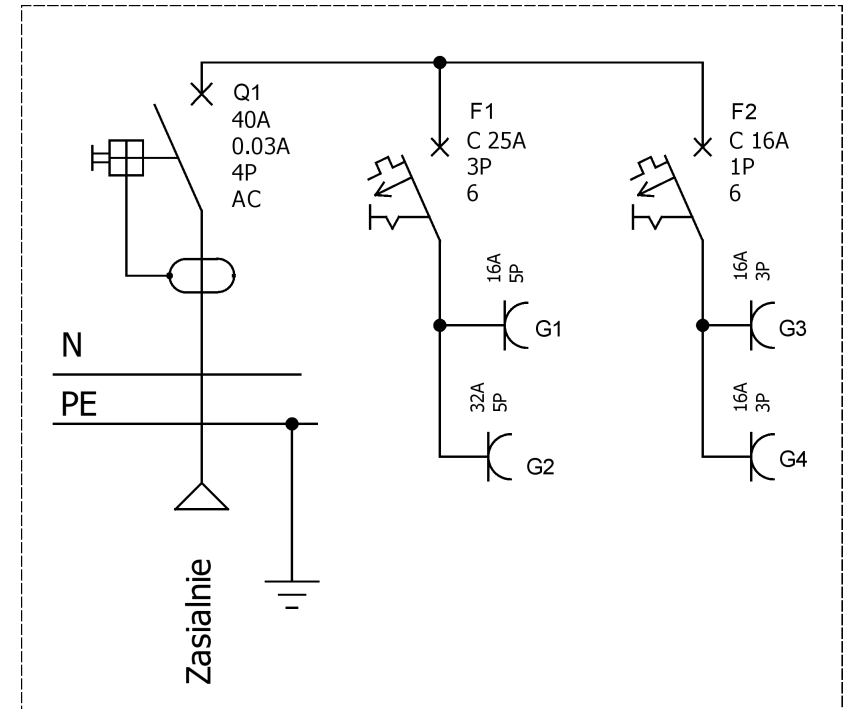 Q1
40A
0.03A
4P
AC
F1
C 25A
3P
6
F2
C 16A
1P
6
16A
5P
G1
16A
3P
G3
N
PE
32A
5P
G2
16A
3P
G4
Zasialnie